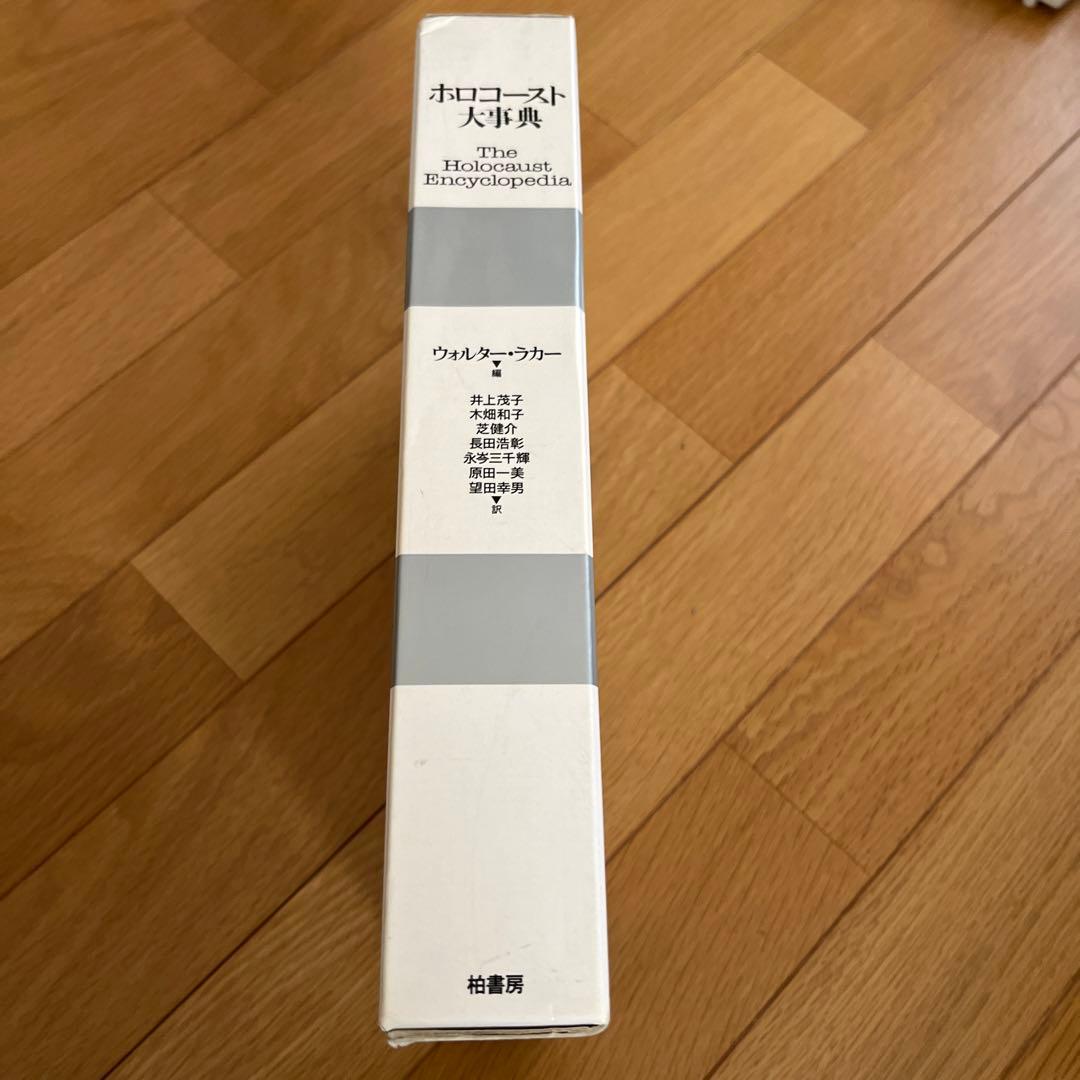 ホロコースト
大事典
The
Holocaust
Encyclopedia
ウォルター・ラカー
▼
編
井上茂子
木畑和子
芝健介
長田浩彰
永岑三千輝
原田一美
望田幸男
▼
訳
柏書房